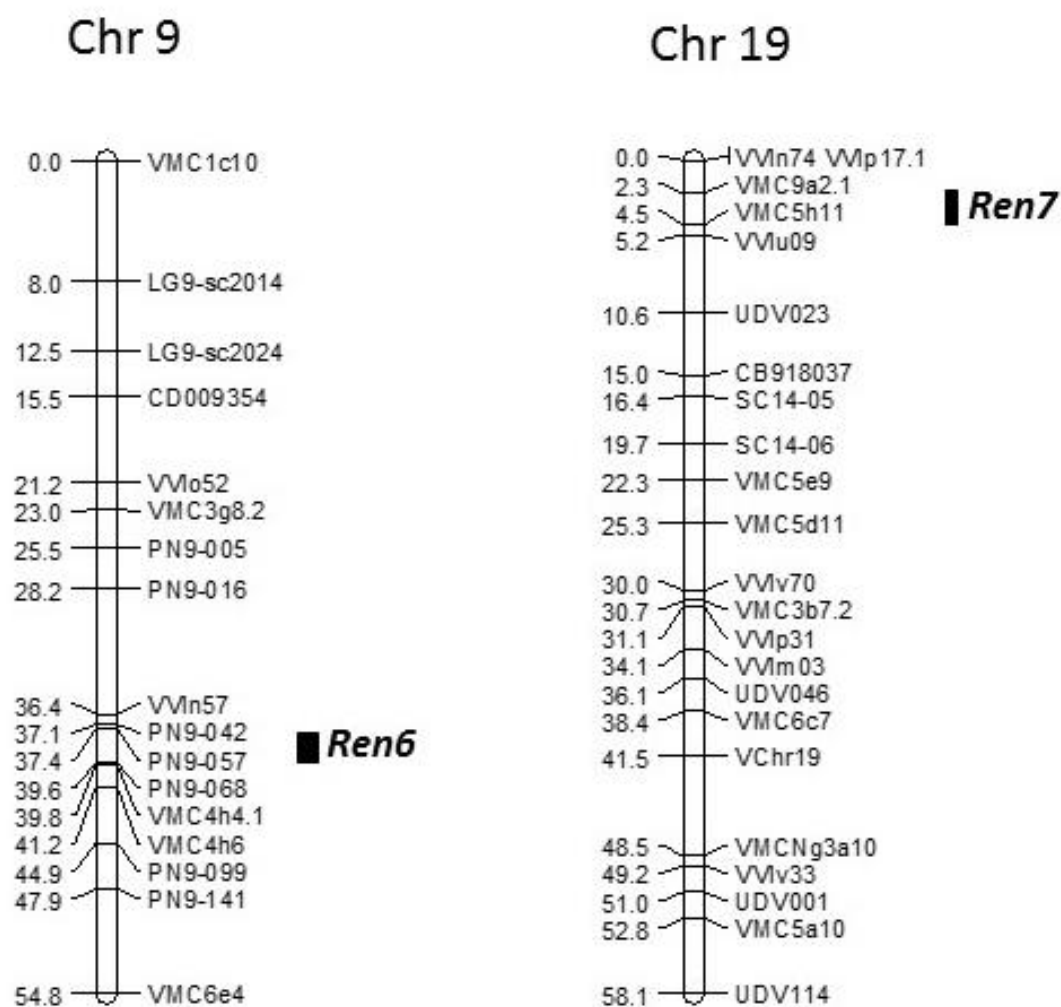 Chr 9
0.0 VMC1c10
8.0 LG9-sc2014
12.5 LG9-sc2024
15.5 CD009354
21.2 VVIo52
23.0 VMC3g8.2
25.5 PN9-005
28.2 PN9-016
36.4 VVIn57
37.1 PN9-042
37.4 PN9-057
39.6 PN9-068
39.8 VMC4h4.1
41.2 VMC4h6
44.9 PN9-099
47.9 PN9-141
54.8 VMC6e4
Ren6
Chr 19
0.0 VVIn74 VVIp17.1
2.3 VMC9a2.1
4.5 VMC5h11
5.2 VVIu09
10.6 UDV023
15.0 CB918037
16.4 SC14-05
19.7 SC14-06
22.3 VMC5e9
25.3 VMC5d11
30.0 VVIv70
30.7 VMC3b7.2
31.1 VVIp31
34.1 VVIm03
36.1 UDV046
38.4 VMC6c7
41.5 VChr19
48.5 VMCNg3a10
49.2 VVIv33
51.0 UDV001
52.8 VMC5a10
58.1 UDV114
Ren7